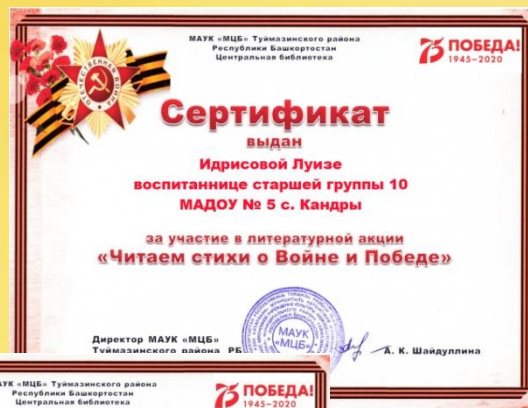 МАУК «МЦБ» Туймазинского района
Республики Башкортостан
Центральная библиотека
75 ПОБЕДА!
1945–2020
ОТЕЧЕСТВЕННАЯ ВОЙНА
Сертификат
выдан
Идрисовой Луизе
воспитаннице старшей группы 10
МАДОУ № 5 с. Кандры
за участие в литературной акции
«Читаем стихи о Войне и Победе»
Директор МАУК «МЦБ»
Туймазинского района РБ
МАУК
«МЦБ»
А. К. Шайдуллина
МАУК «МЦБ» Туймазинского района
Республики Башкортостан
Центральная библиотека
75 ПОБЕДА!
1945–2020